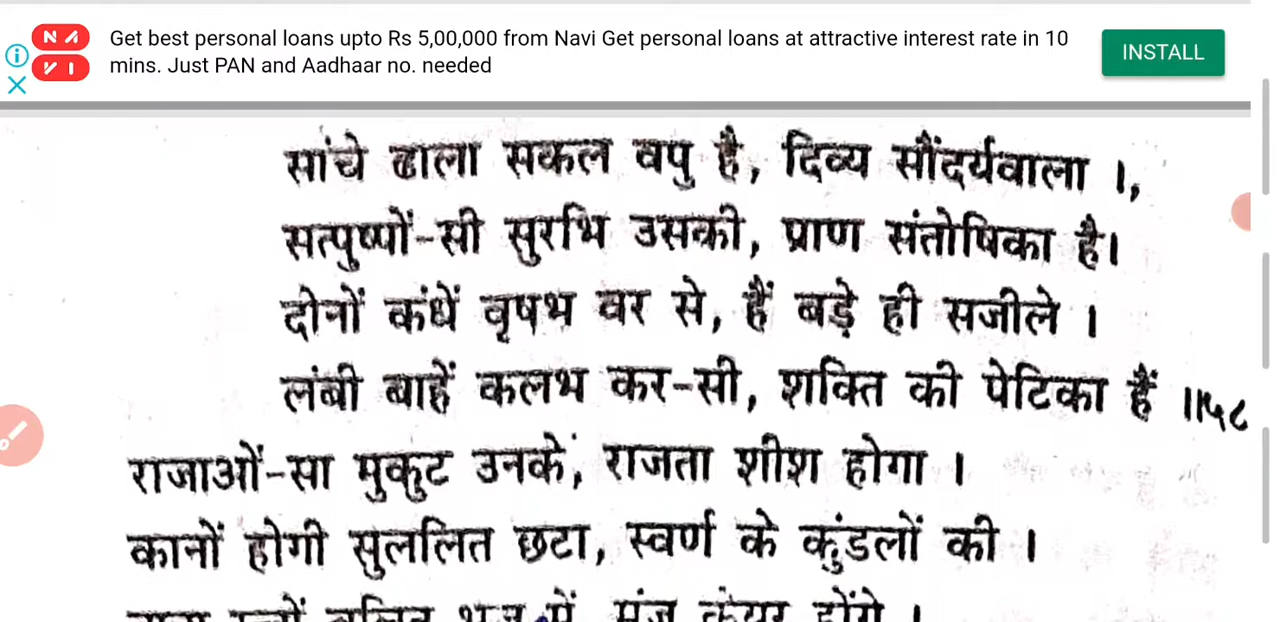 Get best personal loans upto Rs 5,00,000 from Navi Get personal loans at attractive interest rate in 10
mins. Just PAN and Aadhaar no. needed
INSTALL
सांचे ढाला सकल वपु है, दिव्य सौंदर्यवाला ।,
सत्पुष्पों-सी सुरभि उसकी, प्राण संतोषिका है।
दोनों कंधें वृषभ वर से, हैं बड़े ही सजीले ।
लंबी बाहें कलभ कर-सी, शक्ति की पेटिका हैं ॥५८
राजाओं-सा मुकुट उनके, राजता शीश होगा ।
कानों होगी सुललित छटा, स्वर्ण के कुंडलों की ।